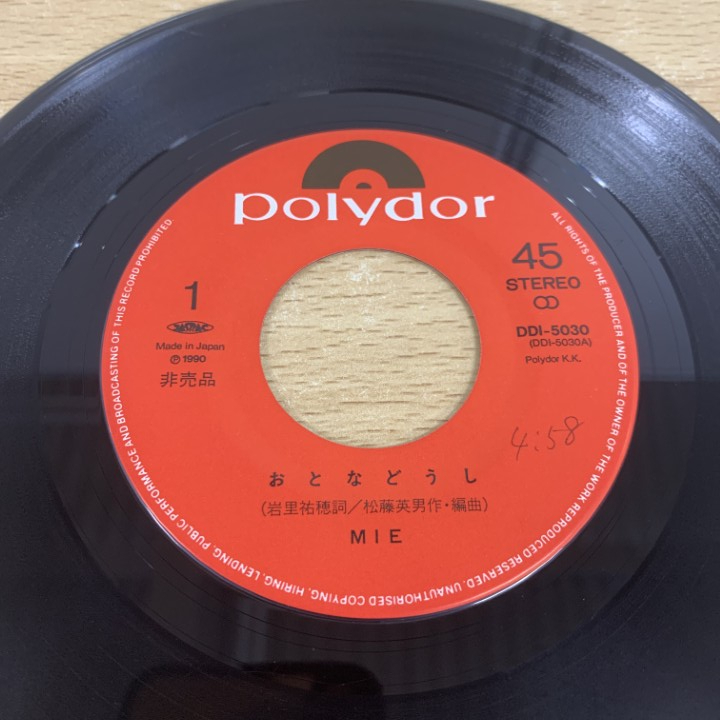 polydor
1
Made in Japan
℗1990
非売品
45
STEREO
DDI-5030
(DDI-5030A)
Polydor K.K.
4:58
おとなどうし
(岩里祐穂詞/松藤英男作・編曲)
MIE
ALL RIGHTS OF THE PRODUCER AND OF THE OWNER OF THE WORK REPRODUCED RESERVED. UNAUTHORISED COPYING, HIRING, LENDING, PUBLIC PERFORMANCE AND BROADCASTING OF THIS RECORD PROHIBITED.